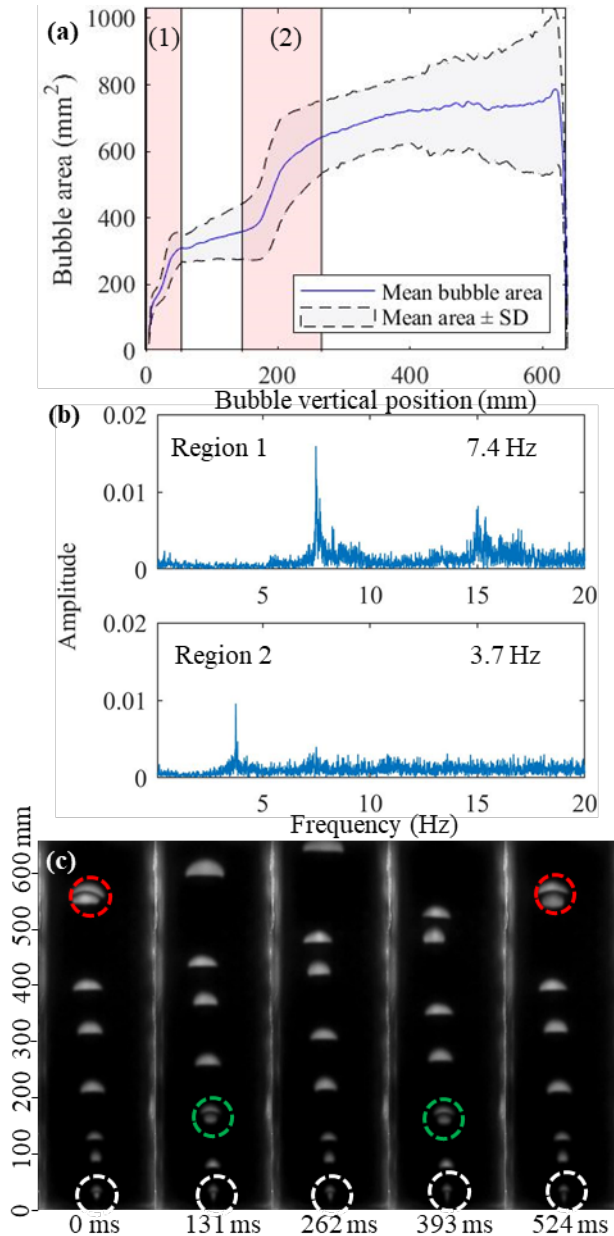 (a)
(1)
(2)
Bubble area (mm²)
1000
800
600
400
200
0
Mean bubble area
Mean area ± SD
0
200
400
600
Bubble vertical position (mm)
(b)
Amplitude
0.02
0.01
0
Region 1
7.4 Hz
5
10
15
20
0.02
0.01
0
Region 2
3.7 Hz
5
10
15
20
Frequency (Hz)
(c)
600 mm
500
400
300
200
100
0
0 ms
131 ms
262 ms
393 ms
524 ms